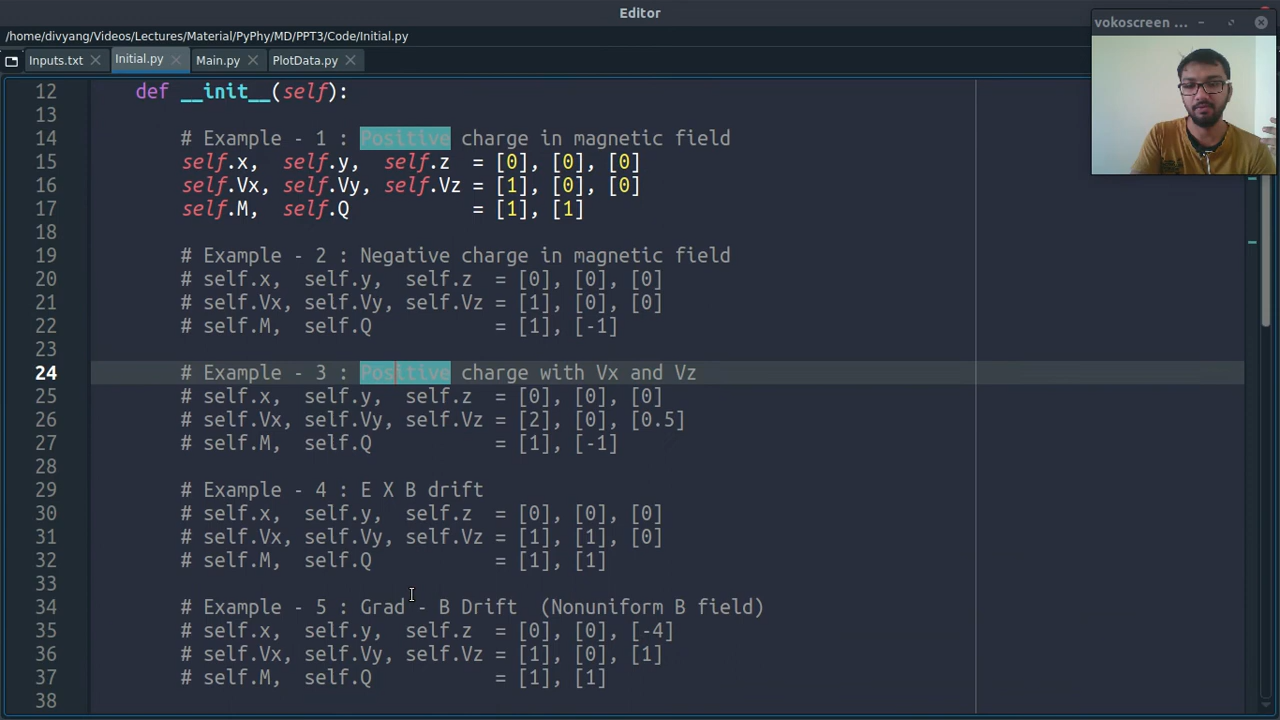 Editor
/home/divyang/Videos/Lectures/Material/PyPhy/MD/PPT3/Code/Initial.py
vokoscreen ...
Inputs.txt Initial.py Main.py PlotData.py
12 def __init__(self):
13
14 # Example - 1 : Positive charge in magnetic field
15 self.x, self.y, self.z = [0], [0], [0]
16 self.Vx, self.Vy, self.Vz = [1], [0], [0]
17 self.M, self.Q = [1], [1]
18
19 # Example - 2 : Negative charge in magnetic field
20 # self.x, self.y, self.z = [0], [0], [0]
21 # self.Vx, self.Vy, self.Vz = [1], [0], [0]
22 # self.M, self.Q = [1], [-1]
23
24 # Example - 3 : Positive charge with Vx and Vz
25 # self.x, self.y, self.z = [0], [0], [0]
26 # self.Vx, self.Vy, self.Vz = [2], [0], [0.5]
27 # self.M, self.Q = [1], [-1]
28
29 # Example - 4 : E X B drift
30 # self.x, self.y, self.z = [0], [0], [0]
31 # self.Vx, self.Vy, self.Vz = [1], [1], [0]
32 # self.M, self.Q = [1], [1]
33
34 # Example - 5 : Grad - B Drift (Nonuniform B field)
35 # self.x, self.y, self.z = [0], [0], [-4]
36 # self.Vx, self.Vy, self.Vz = [1], [0], [1]
37 # self.M, self.Q = [1], [1]
38